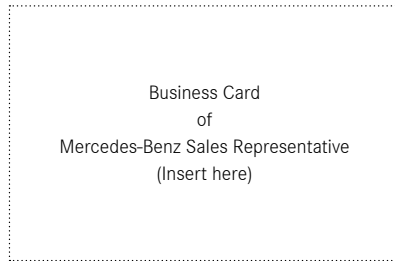 Business Card
of
Mercedes-Benz Sales Representative
(Insert here)